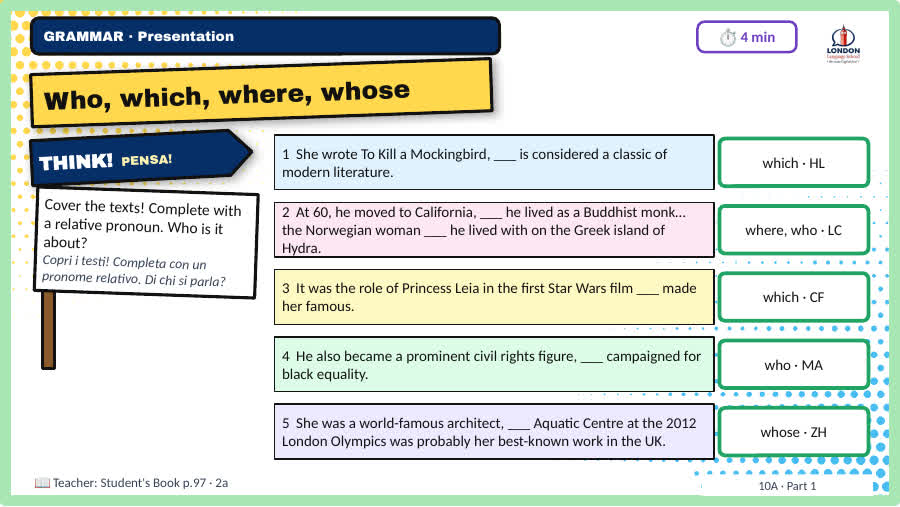 GRAMMAR · Presentation
⏱️ 4 min
LONDON
Language School
Who, which, where, whose
THINK! PENSA!
Cover the texts! Complete with
a relative pronoun. Who is it
about?
Copri i testi! Completa con un
pronome relativo. Di chi si parla?
1 She wrote To Kill a Mockingbird, ___ is considered a classic of
modern literature.
which · HL
2 At 60, he moved to California, ___ he lived as a Buddhist monk...
the Norwegian woman ___ he lived with on the Greek island of
Hydra.
where, who · LC
3 It was the role of Princess Leia in the first Star Wars film ___ made
her famous.
which · CF
4 He also became a prominent civil rights figure, ___ campaigned for
black equality.
who · MA
5 She was a world-famous architect, ___ Aquatic Centre at the 2012
London Olympics was probably her best-known work in the UK.
whose · ZH
📖 Teacher: Student's Book p.97 · 2a
10A · Part 1